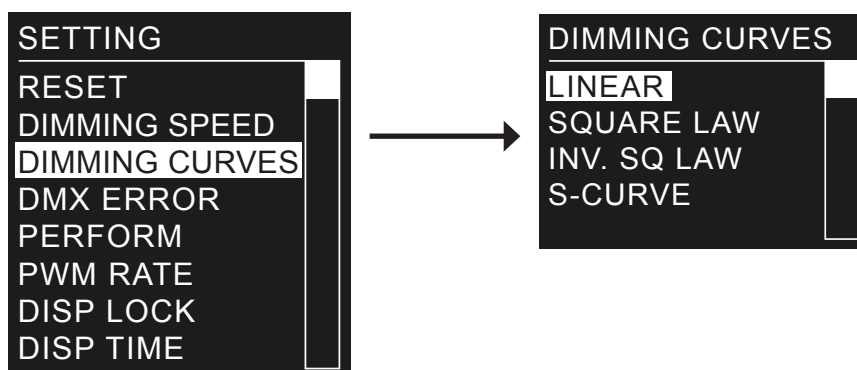 SETTING
RESET
DIMMING SPEED
DIMMING CURVES
DMX ERROR
PERFORM
PWM RATE
DISP LOCK
DISP TIME
DIMMING CURVES
LINEAR
SQUARE LAW
INV. SQ LAW
S-CURVE